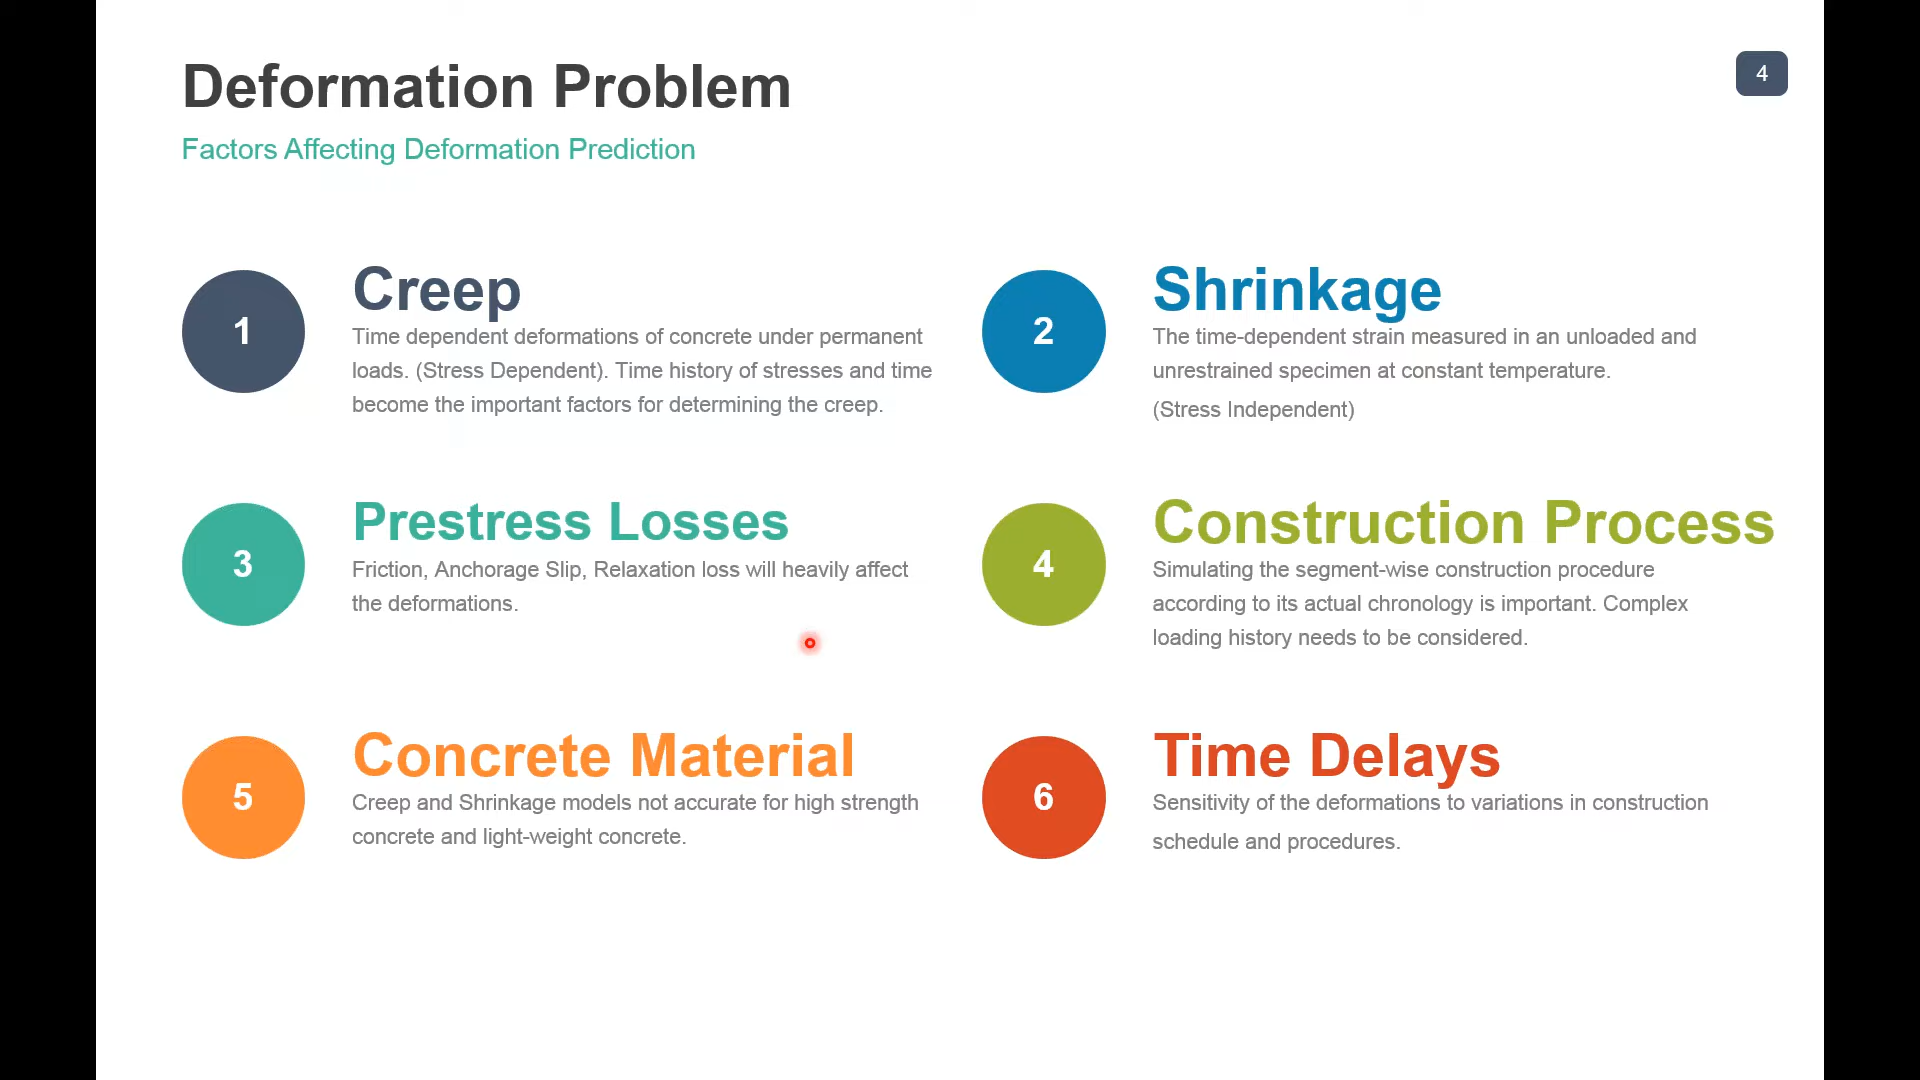 Deformation Problem
4
Factors Affecting Deformation Prediction
1
Creep
Time dependent deformations of concrete under permanent
loads. (Stress Dependent). Time history of stresses and time
become the important factors for determining the creep.
2
Shrinkage
The time-dependent strain measured in an unloaded and
unrestrained specimen at constant temperature.
(Stress Independent)
3
Prestress Losses
Friction, Anchorage Slip, Relaxation loss will heavily affect
the deformations.
4
Construction Process
Simulating the segment-wise construction procedure
according to its actual chronology is important. Complex
loading history needs to be considered.
5
Concrete Material
Creep and Shrinkage models not accurate for high strength
concrete and light-weight concrete.
6
Time Delays
Sensitivity of the deformations to variations in construction
schedule and procedures.